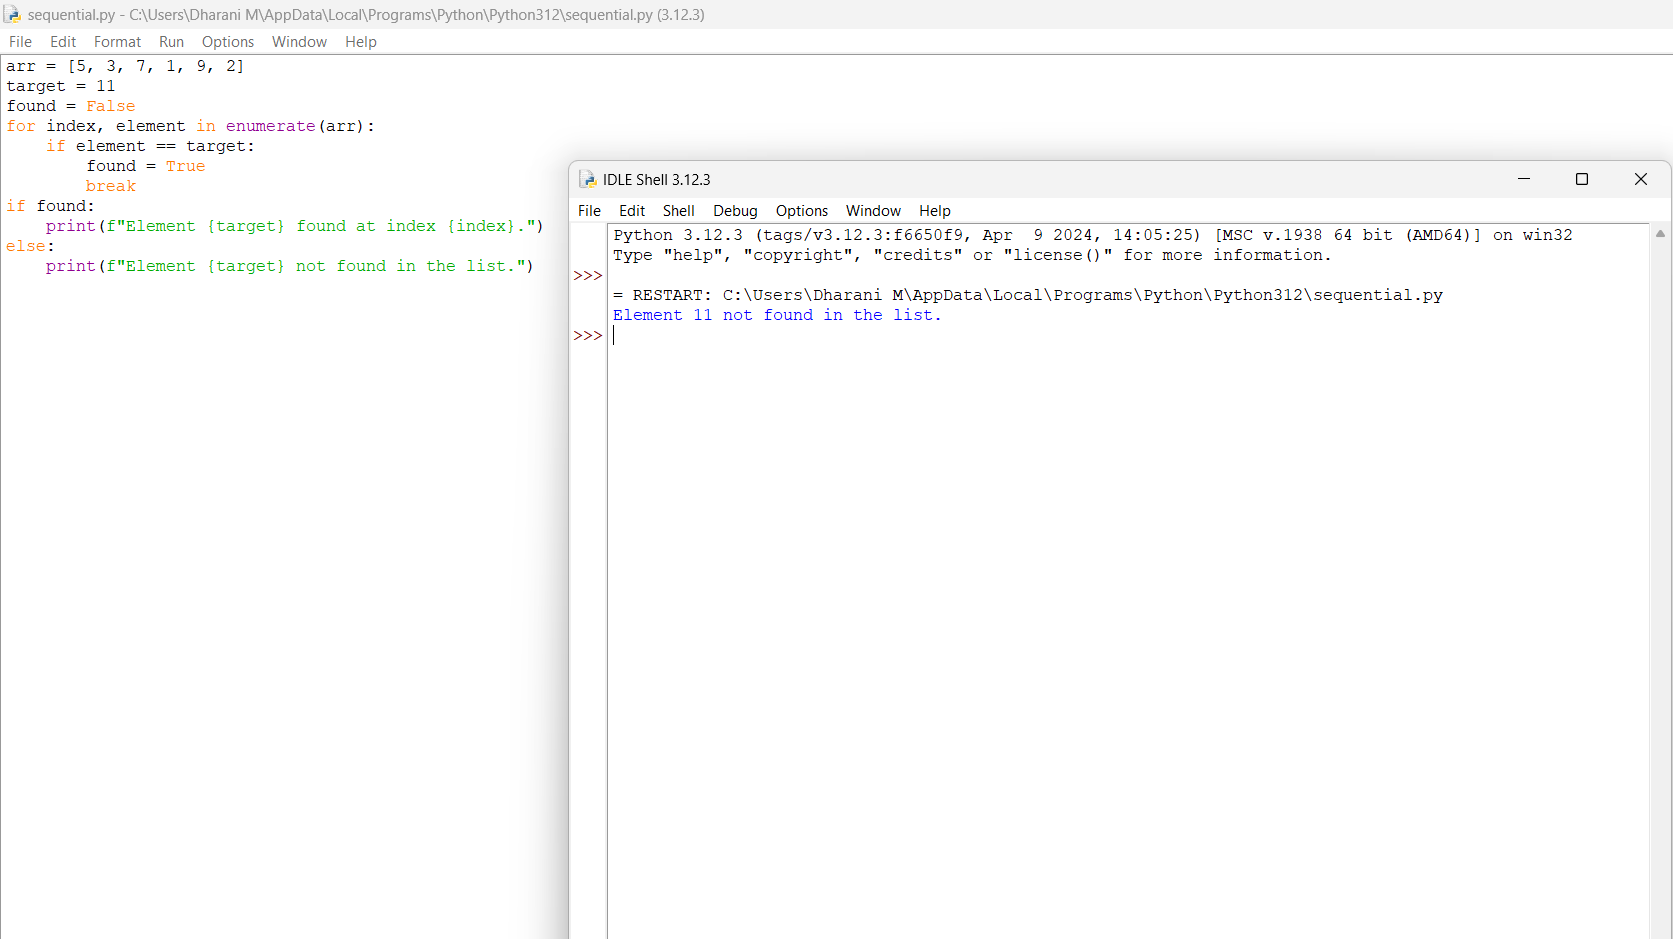 sequential.py - C:\Users\Dharani M\AppData\Local\Programs\Python\Python312\sequential.py (3.12.3)
File Edit Format Run Options Window Help
arr = [5, 3, 7, 1, 9, 2]
target = 11
found = False
for index, element in enumerate(arr):
    if element == target:
        found = True
        break
if found:
    print(f"Element {target} found at index {index}.")
else:
    print(f"Element {target} not found in the list.")
IDLE Shell 3.12.3
File Edit Shell Debug Options Window Help
Python 3.12.3 (tags/v3.12.3:f6650f9, Apr  9 2024, 14:05:25) [MSC v.1938 64 bit (AMD64)] on win32
Type "help", "copyright", "credits" or "license()" for more information.
>>>
= RESTART: C:\Users\Dharani M\AppData\Local\Programs\Python\Python312\sequential.py
Element 11 not found in the list.
>>>